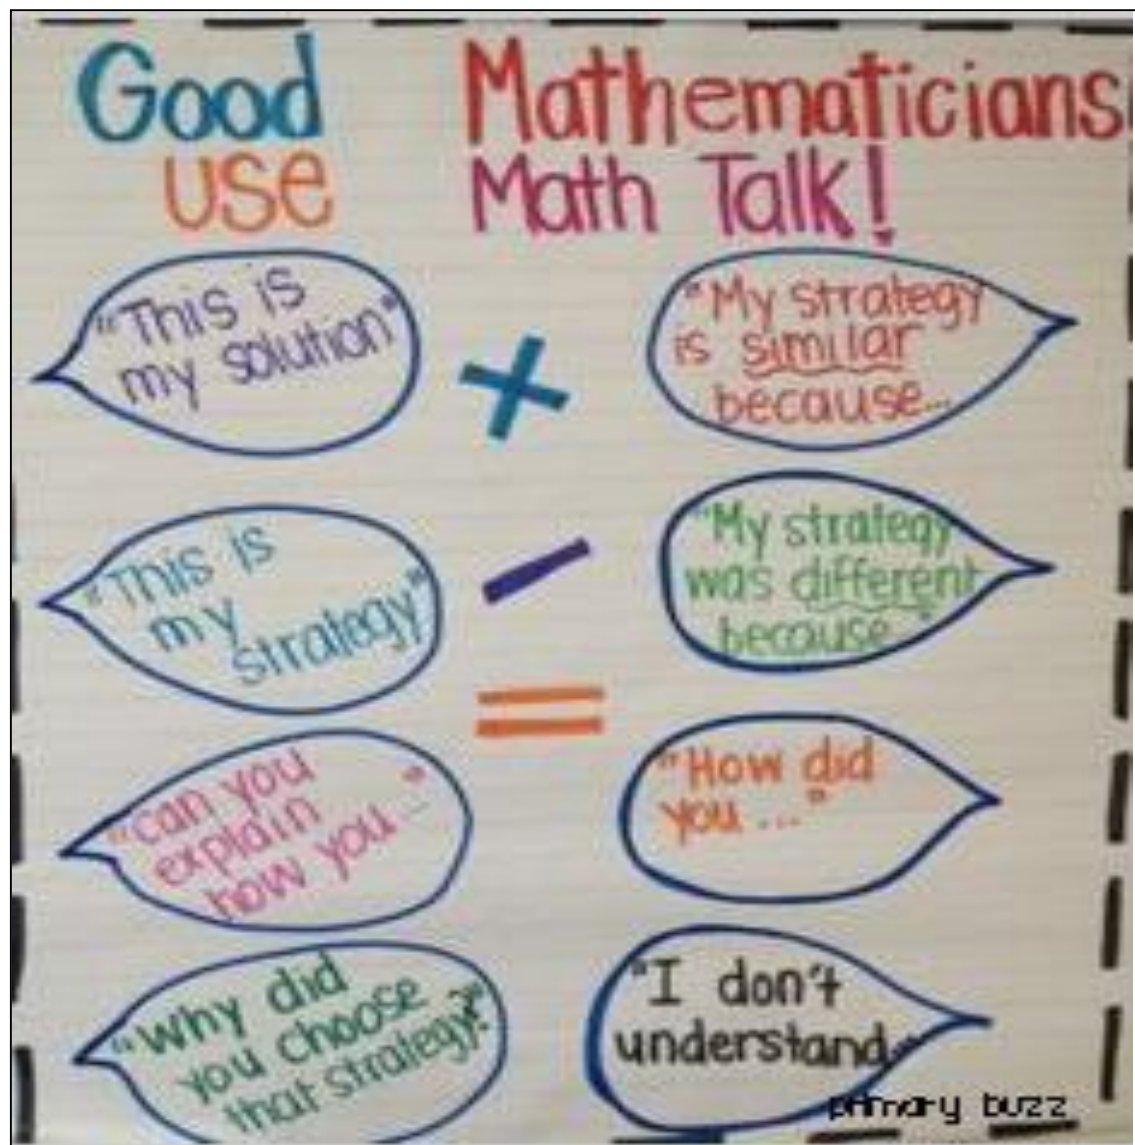 Good Mathematicians
use Math Talk!
"This is
my solution"
"My strategy
is similar
because...
"This is
my
strategy"
"My strategy
was different
because..."
"can you
explain
how you..."
"How did
you ..."
"Why did
you choose
that strategy?"
"I don't
understand..."
primary buzz